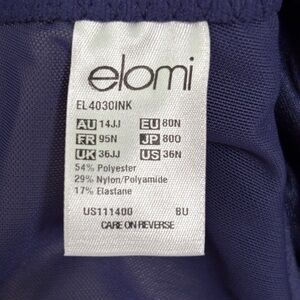 elomi
EL4030INK
AU 14JJ EU 80N
FR 95N JP 80O
UK 36JJ US 36N
54% Polyester
29% Nylon/Polyamide
17% Elastane
US111400 BU
CARE ON REVERSE